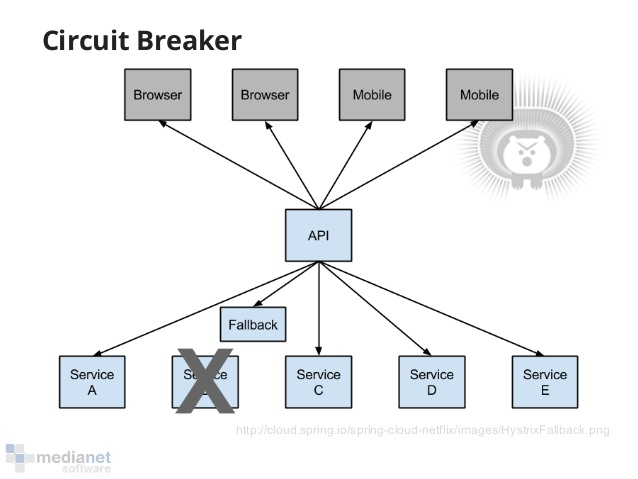 Circuit Breaker
Browser
Browser
Mobile
Mobile
API
Fallback
Service
A
Service
C
Service
D
Service
E
http://cloud.spring.io/spring-cloud-netflix/images/HystrixFallback.png
medianet
software